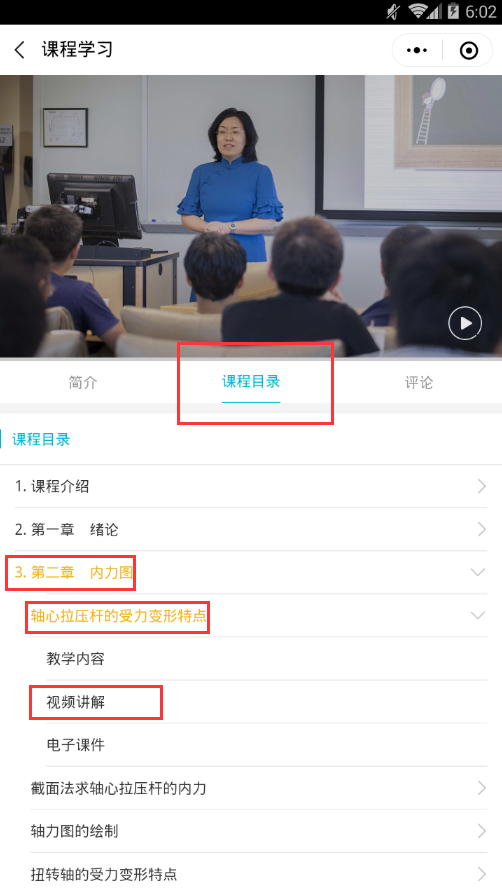 6:02
课程学习
简介 课程目录 评论
课程目录
1. 课程介绍
2. 第一章 绪论
3. 第二章 内力图
轴心拉压杆的受力变形特点
教学内容
视频讲解
电子课件
截面法求轴心拉压杆的内力
轴力图的绘制
扭转轴的受力变形特点